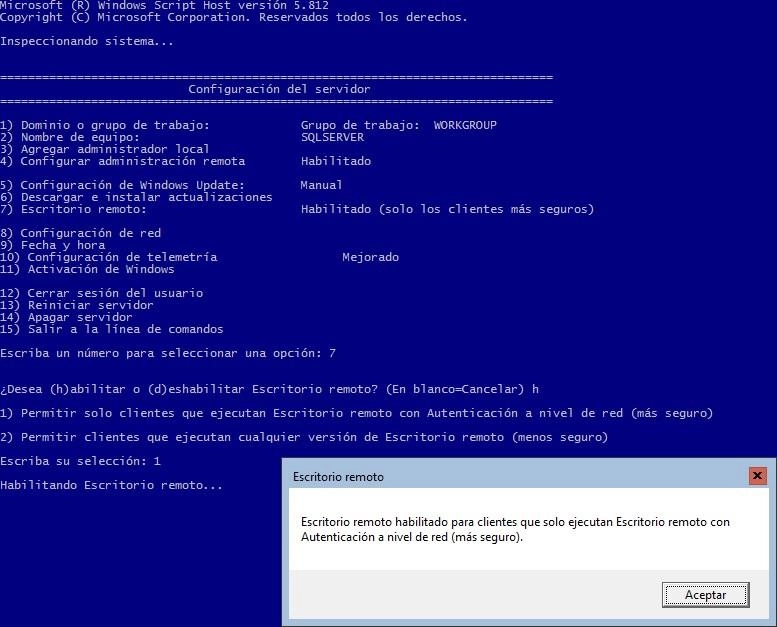 Microsoft (R) Windows Script Host versión 5.812
Copyright (C) Microsoft Corporation. Reservados todos los derechos.
Inspeccionando sistema...
===============================================================================
Configuración del servidor
===============================================================================
1) Dominio o grupo de trabajo: Grupo de trabajo: WORKGROUP
2) Nombre de equipo: SQLSERVER
3) Agregar administrador local
4) Configurar administración remota Habilitado
5) Configuración de Windows Update: Manual
6) Descargar e instalar actualizaciones
7) Escritorio remoto: Habilitado (solo los clientes más seguros)
8) Configuración de red
9) Fecha y hora
10) Configuración de telemetría Mejorado
11) Activación de Windows
12) Cerrar sesión del usuario
13) Reiniciar servidor
14) Apagar servidor
15) Salir a la línea de comandos
Escriba un número para seleccionar una opción: 7
¿Desea (h)abilitar o (d)eshabilitar Escritorio remoto? (En blanco=Cancelar) h
1) Permitir solo clientes que ejecutan Escritorio remoto con Autenticación a nivel de red (más seguro)
2) Permitir clientes que ejecutan cualquier versión de Escritorio remoto (menos seguro)
Escriba su selección: 1
Habilitando Escritorio remoto...
Escritorio remoto
Escritorio remoto habilitado para clientes que solo ejecutan Escritorio remoto con
Autenticación a nivel de red (más seguro).
Aceptar